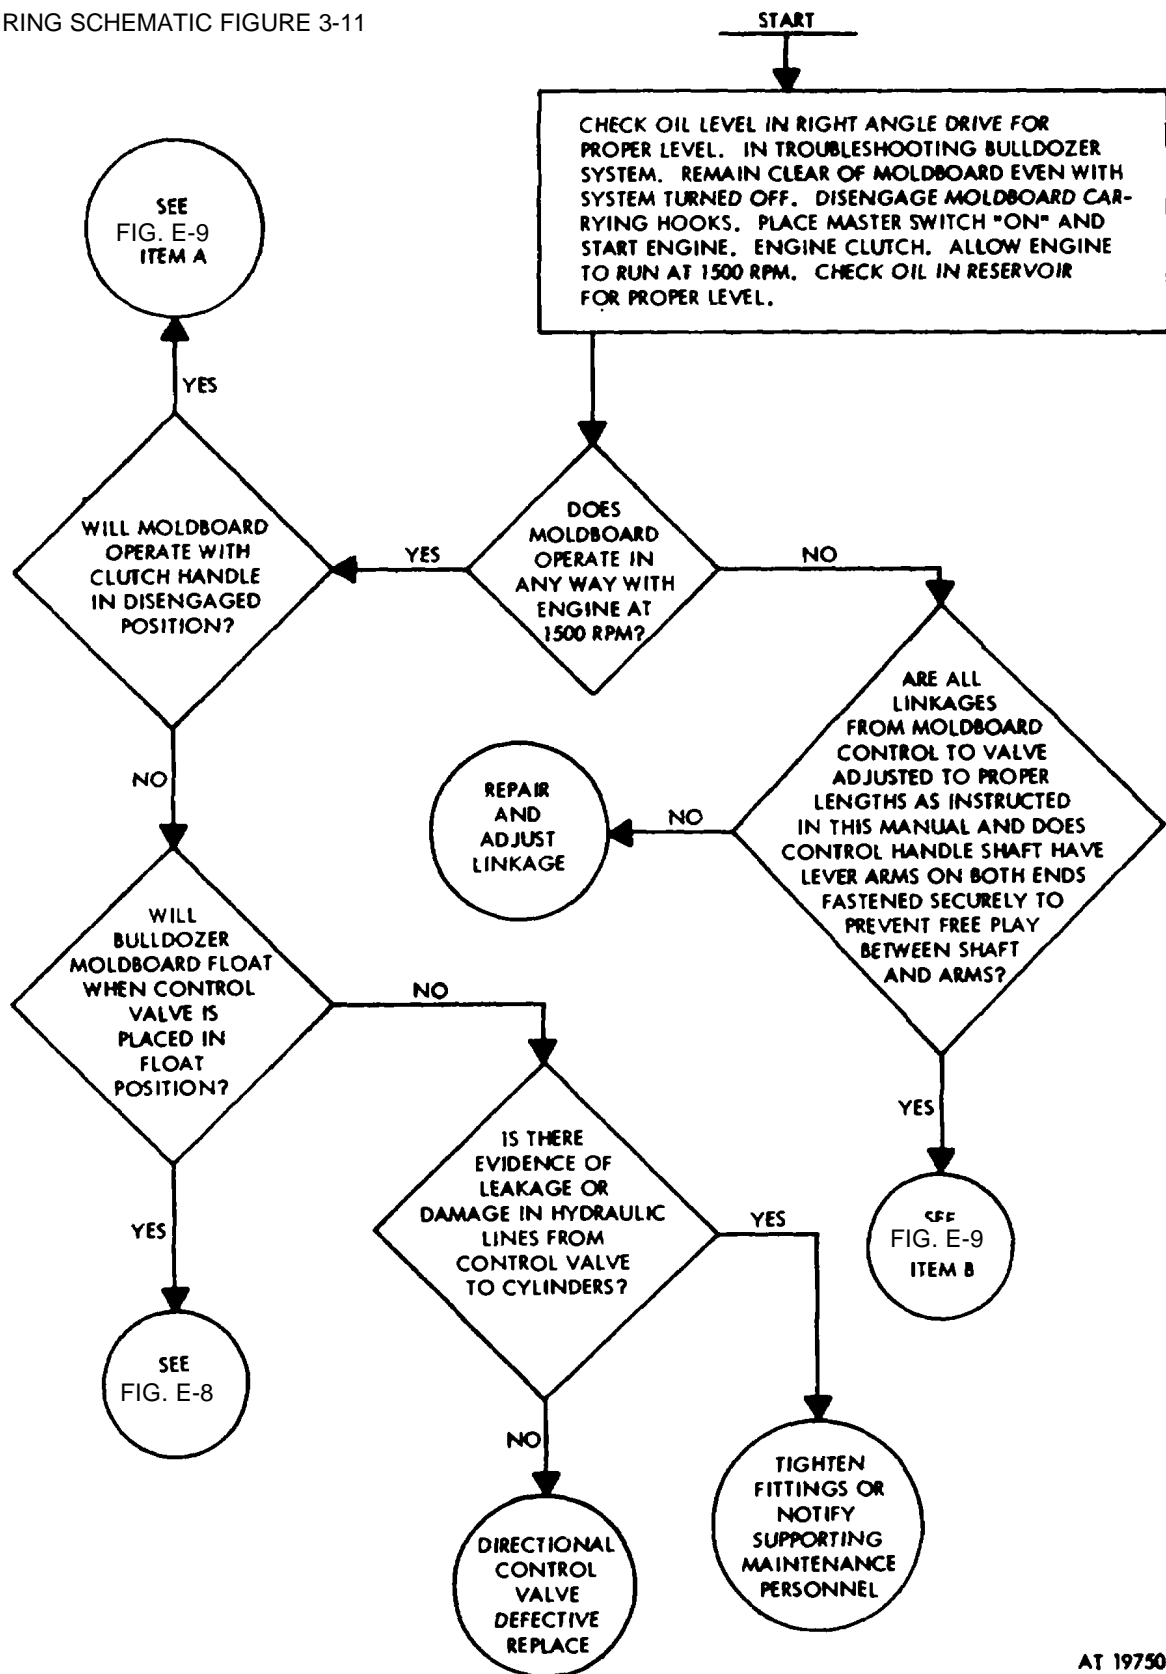 RING SCHEMATIC FIGURE 3-11
START
CHECK OIL LEVEL IN RIGHT ANGLE DRIVE FOR
PROPER LEVEL. IN TROUBLESHOOTING BULLDOZER
SYSTEM. REMAIN CLEAR OF MOLDBOARD EVEN WITH
SYSTEM TURNED OFF. DISENGAGE MOLDBOARD CAR-
RYING HOOKS. PLACE MASTER SWITCH "ON" AND
START ENGINE. ENGINE CLUTCH. ALLOW ENGINE
TO RUN AT 1500 RPM. CHECK OIL IN RESERVOIR
FOR PROPER LEVEL.
SEE
FIG. E-9
ITEM A
YES
WILL MOLDBOARD
OPERATE WITH
CLUTCH HANDLE
IN DISENGAGED
POSITION?
YES
DOES
MOLDBOARD
OPERATE IN
ANY WAY WITH
ENGINE AT
1500 RPM?
NO
ARE ALL
LINKAGES
FROM MOLDBOARD
CONTROL TO VALVE
ADJUSTED TO PROPER
LENGTHS AS INSTRUCTED
IN THIS MANUAL AND DOES
CONTROL HANDLE SHAFT HAVE
LEVER ARMS ON BOTH ENDS
FASTENED SECURELY TO
PREVENT FREE PLAY
BETWEEN SHAFT
AND ARMS?
NO
REPAIR
AND
ADJUST
LINKAGE
NO
WILL
BULLDOZER
MOLDBOARD FLOAT
WHEN CONTROL
VALVE IS
PLACED IN
FLOAT
POSITION?
NO
IS THERE
EVIDENCE OF
LEAKAGE OR
DAMAGE IN HYDRAULIC
LINES FROM
CONTROL VALVE
TO CYLINDERS?
YES
YES
SEE
FIG. E-9
ITEM B
YES
SEE
FIG. E-8
NO
DIRECTIONAL
CONTROL
VALVE
DEFECTIVE
REPLACE
TIGHTEN
FITTINGS OR
NOTIFY
SUPPORTING
MAINTENANCE
PERSONNEL
AT 19750